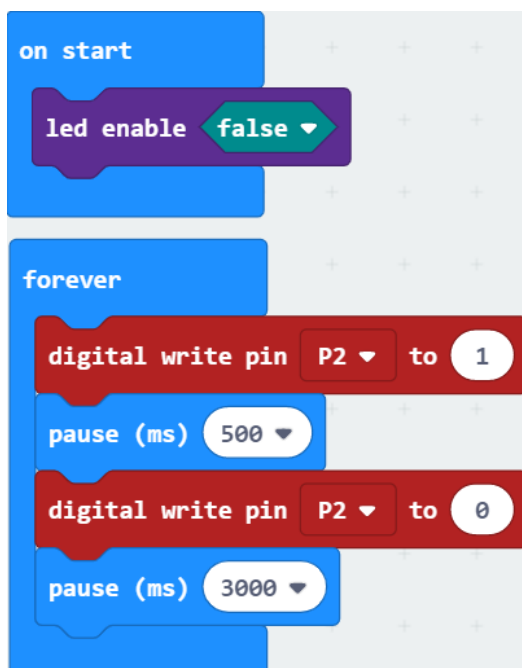 on start
led enable false
forever
digital write pin P2 to 1
pause (ms) 500
digital write pin P2 to 0
pause (ms) 3000